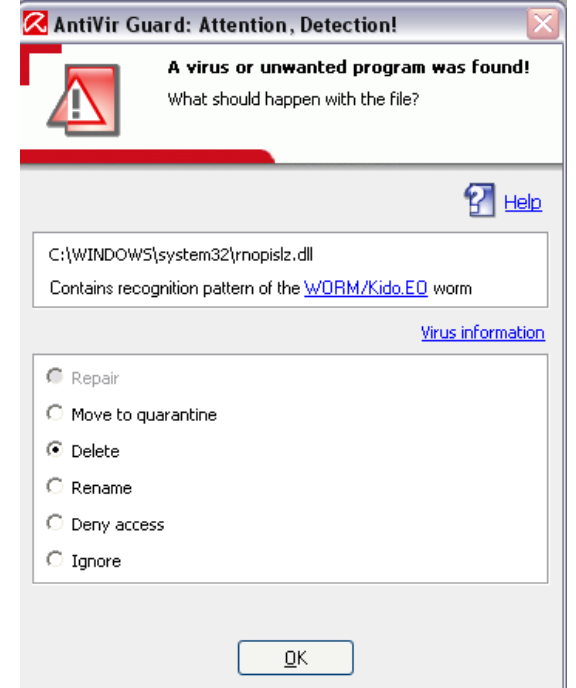 AntiVir Guard: Attention, Detection!
A virus or unwanted program was found!
What should happen with the file?
Help
C:\WINDOWS\system32\rnopislz.dll
Contains recognition pattern of the WORM/Kido.EO worm
Virus information
Repair
Move to quarantine
Delete
Rename
Deny access
Ignore
OK